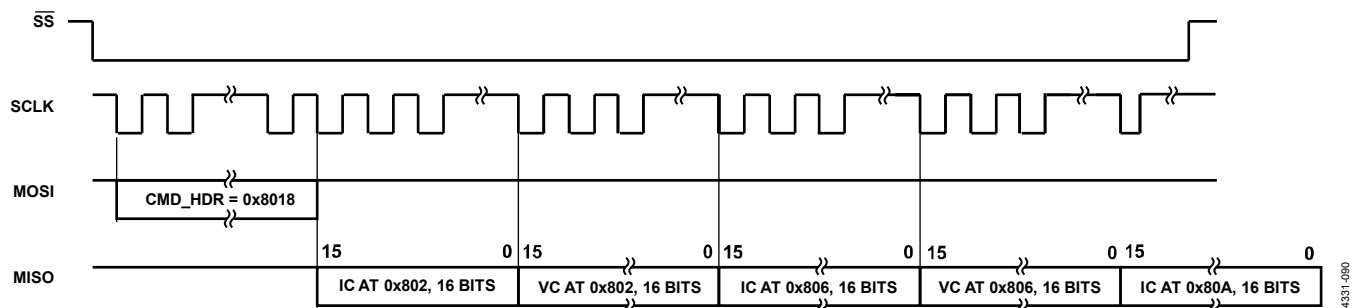 SS
SCLK
MOSI
CMD_HDR = 0x8018
15 0 15 0 15 0 15 0 15 0
MISO
IC AT 0x802, 16 BITS VC AT 0x802, 16 BITS IC AT 0x806, 16 BITS VC AT 0x806, 16 BITS IC AT 0x80A, 16 BITS
4331-090